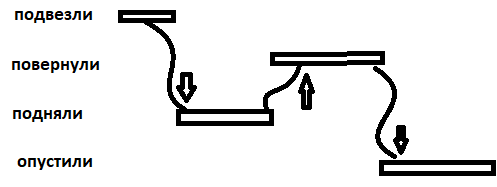 подвезли
повернули
подняли
опустили